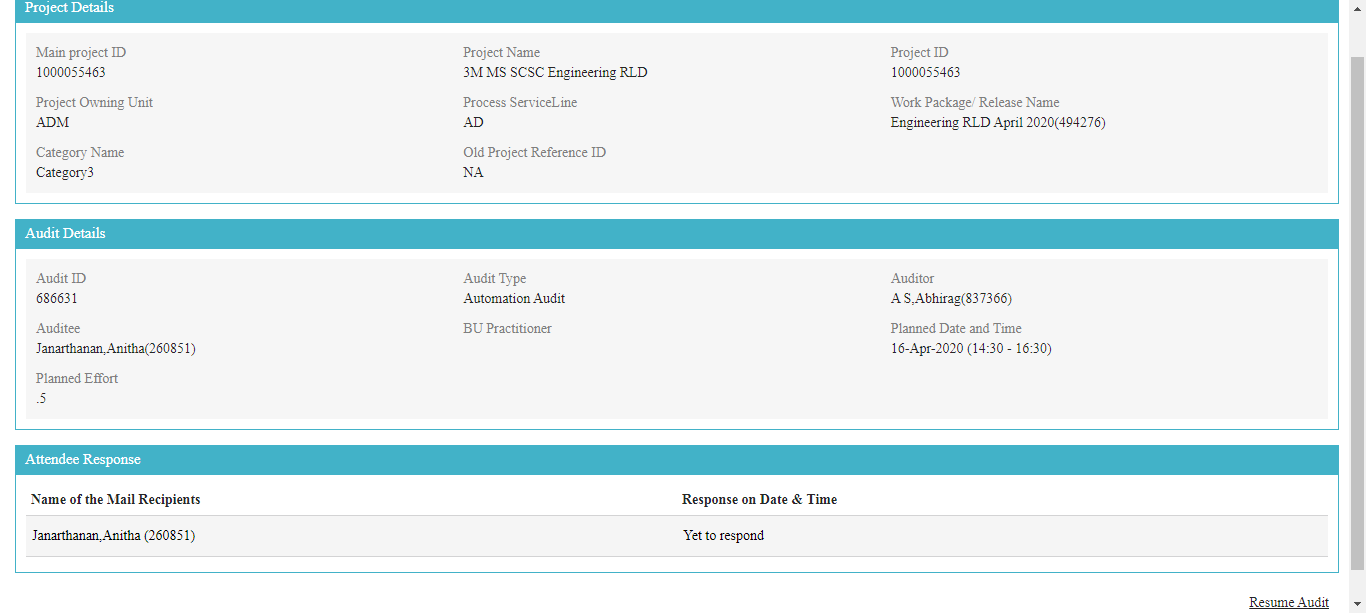 Project Details
Main project ID Project Name Project ID
1000055463 3M MS SCSC Engineering RLD 1000055463
Project Owning Unit Process ServiceLine Work Package/ Release Name
ADM AD Engineering RLD April 2020(494276)
Category Name Old Project Reference ID
Category3 NA
Audit Details
Audit ID Audit Type Auditor
686631 Automation Audit A S,Abhirag(837366)
Auditee BU Practitioner Planned Date and Time
Janarthanan,Anitha(260851) 16-Apr-2020 (14:30 - 16:30)
Planned Effort
.5
Attendee Response
Name of the Mail Recipients Response on Date & Time
Janarthanan,Anitha (260851) Yet to respond
Resume Audit